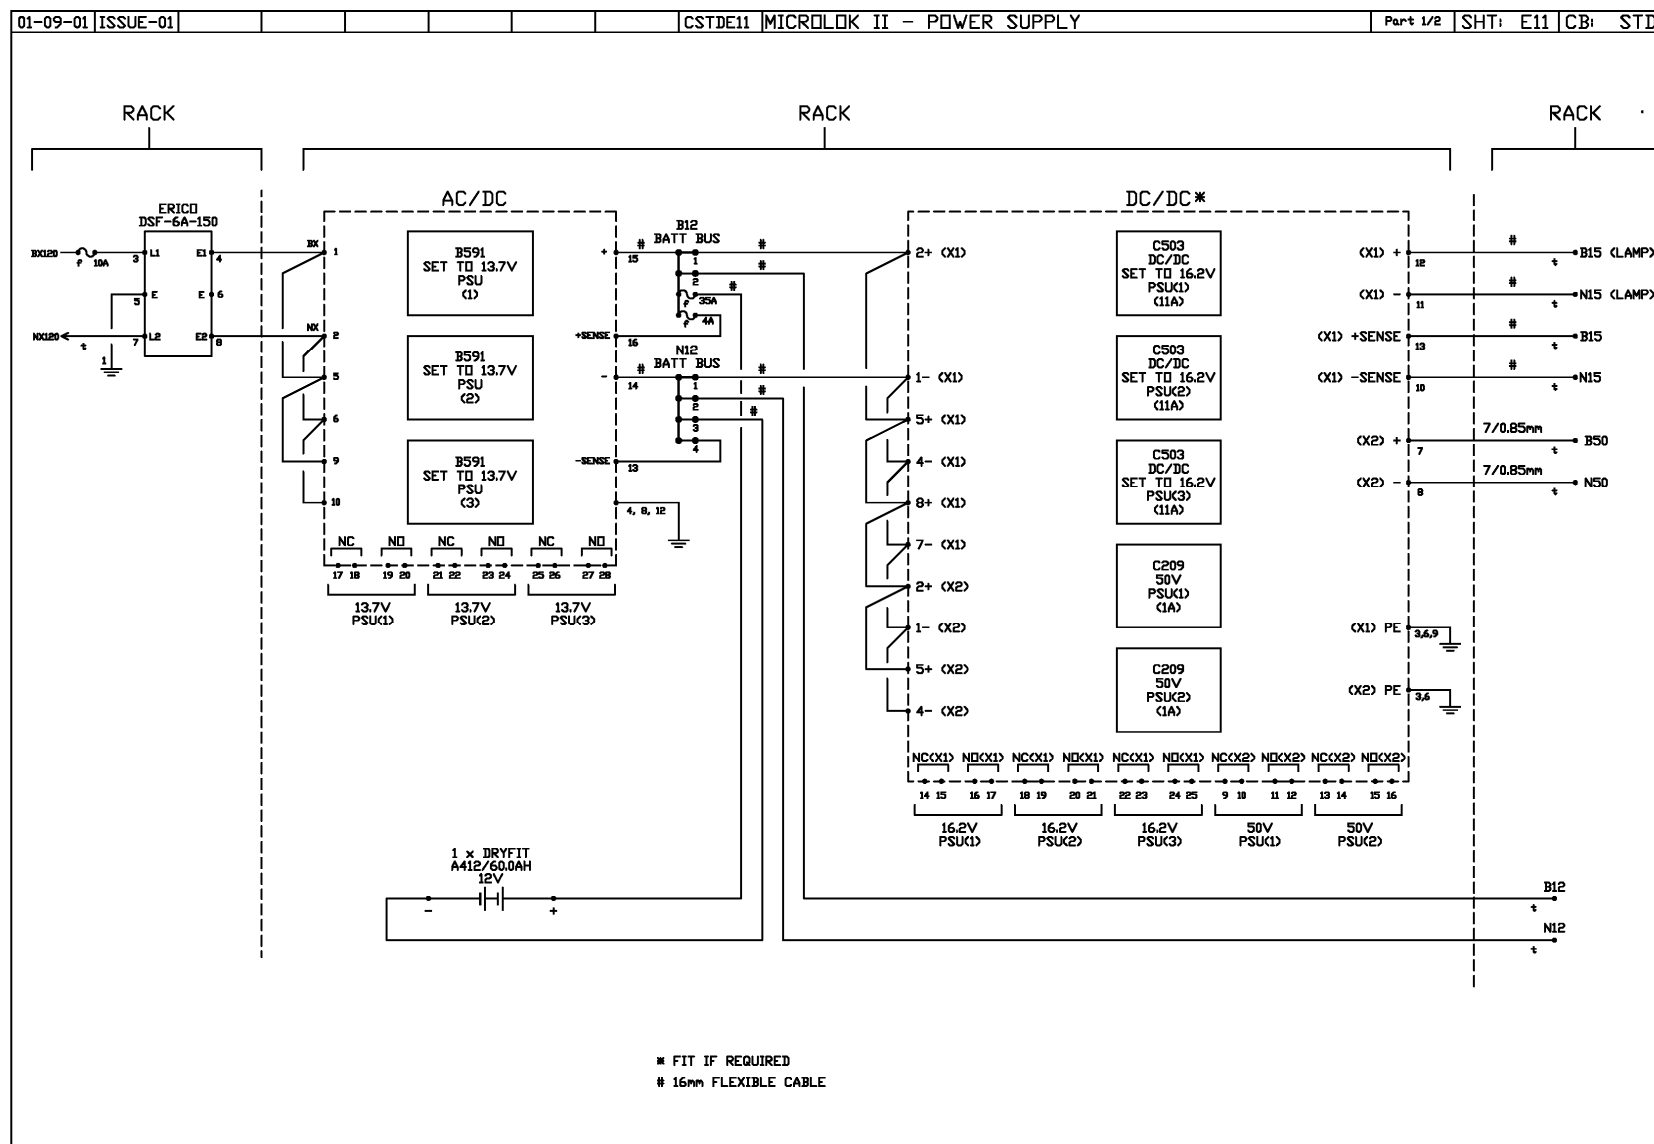 01-09-01 ISSUE-01 CSTDE11 MICROLOK II - POWER SUPPLY Part 1/2 SHT: E11 CB: STD
RACK
RACK
RACK
ERICO
DSF-6A-150
BX120
f
10A
3
L1
E1
4
5
E
E
6
NX120
t
7
L2
E2
8
1
AC/DC
BX
1
NX
2
5
6
9
10
B591
SET TO 13.7V
PSU
(1)
B591
SET TO 13.7V
PSU
(2)
B591
SET TO 13.7V
PSU
(3)
+
15
+SENSE
16
-
14
-SENSE
13
4, 8, 12
NC
NO
NC
NO
NC
NO
17 18 19 20 21 22 23 24 25 26 27 28
13.7V
PSU(1)
13.7V
PSU(2)
13.7V
PSU(3)
B12
# BATT BUS #
1
#
2
#
f
35A
f
4A
N12
# BATT BUS #
1
#
2
#
3
4
DC/DC*
2+ (X1)
1- (X1)
5+ (X1)
4- (X1)
8+ (X1)
7- (X1)
2+ (X2)
1- (X2)
5+ (X2)
4- (X2)
C503
DC/DC
SET TO 16.2V
PSU(1)
(11A)
C503
DC/DC
SET TO 16.2V
PSU(2)
(11A)
C503
DC/DC
SET TO 16.2V
PSU(3)
(11A)
C209
50V
PSU(1)
(1A)
C209
50V
PSU(2)
(1A)
(X1) +
12
#
t
B15 (LAMP)
(X1) -
11
#
t
N15 (LAMP)
(X1) +SENSE
13
#
t
B15
(X1) -SENSE
10
#
t
N15
(X2) +
7
7/0.85mm
t
B50
(X2) -
8
7/0.85mm
t
N50
(X1) PE
3,6,9
(X2) PE
3,6
NC(X1) NO(X1) NC(X1) NO(X1) NC(X1) NO(X1) NC(X2) NO(X2) NC(X2) NO(X2)
14 15 16 17 18 19 20 21 22 23 24 25 9 10 11 12 13 14 15 16
16.2V
PSU(1)
16.2V
PSU(2)
16.2V
PSU(3)
50V
PSU(1)
50V
PSU(2)
1 x DRYFIT
A412/60.0AH
12V
-
+
B12
t
N12
t
* FIT IF REQUIRED
# 16mm FLEXIBLE CABLE